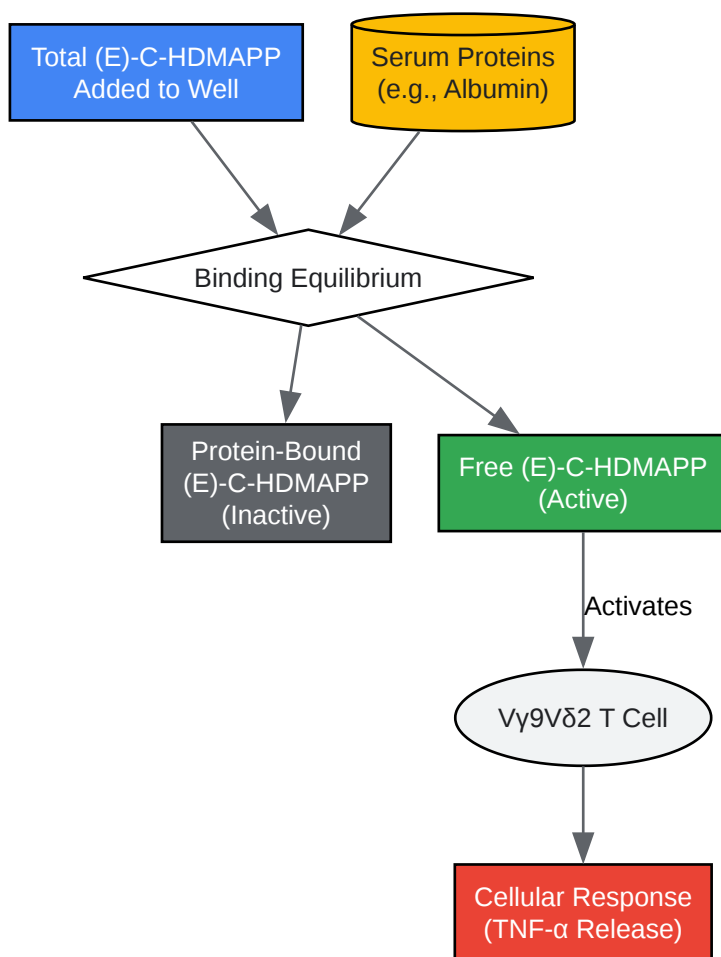 Total (E)-C-HDMAPP
Added to Well
Serum Proteins
(e.g., Albumin)
Binding Equilibrium
Protein-Bound
(E)-C-HDMAPP
(Inactive)
Free (E)-C-HDMAPP
(Active)
Activates
Vγ9Vδ2 T Cell
Cellular Response
(TNF-α Release)